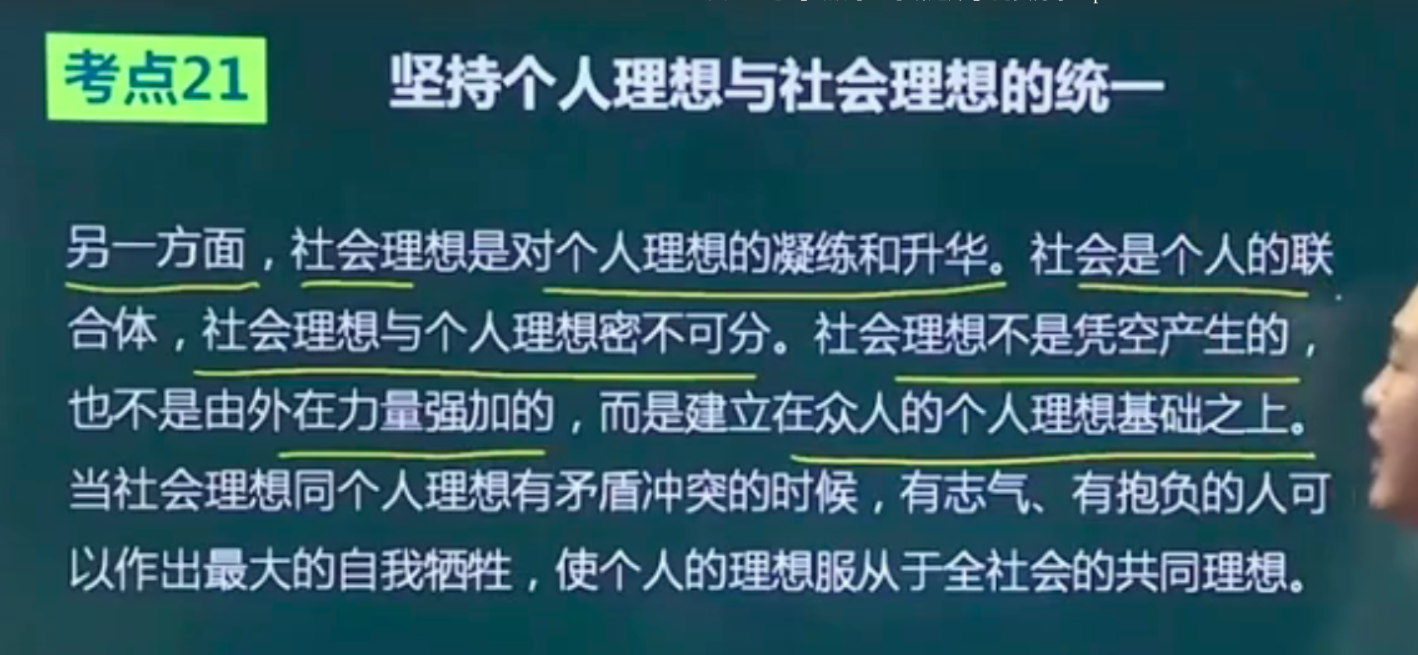 考点21
坚持个人理想与社会理想的统一
另一方面，社会理想是对个人理想的凝练和升华。社会是个人的联
合体，社会理想与个人理想密不可分。社会理想不是凭空产生的，
也不是由外在力量强加的，而是建立在众人的个人理想基础之上。
当社会理想同个人理想有矛盾冲突的时候，有志气、有抱负的人可
以作出最大的自我牺牲，使个人的理想服从于全社会的共同理想。